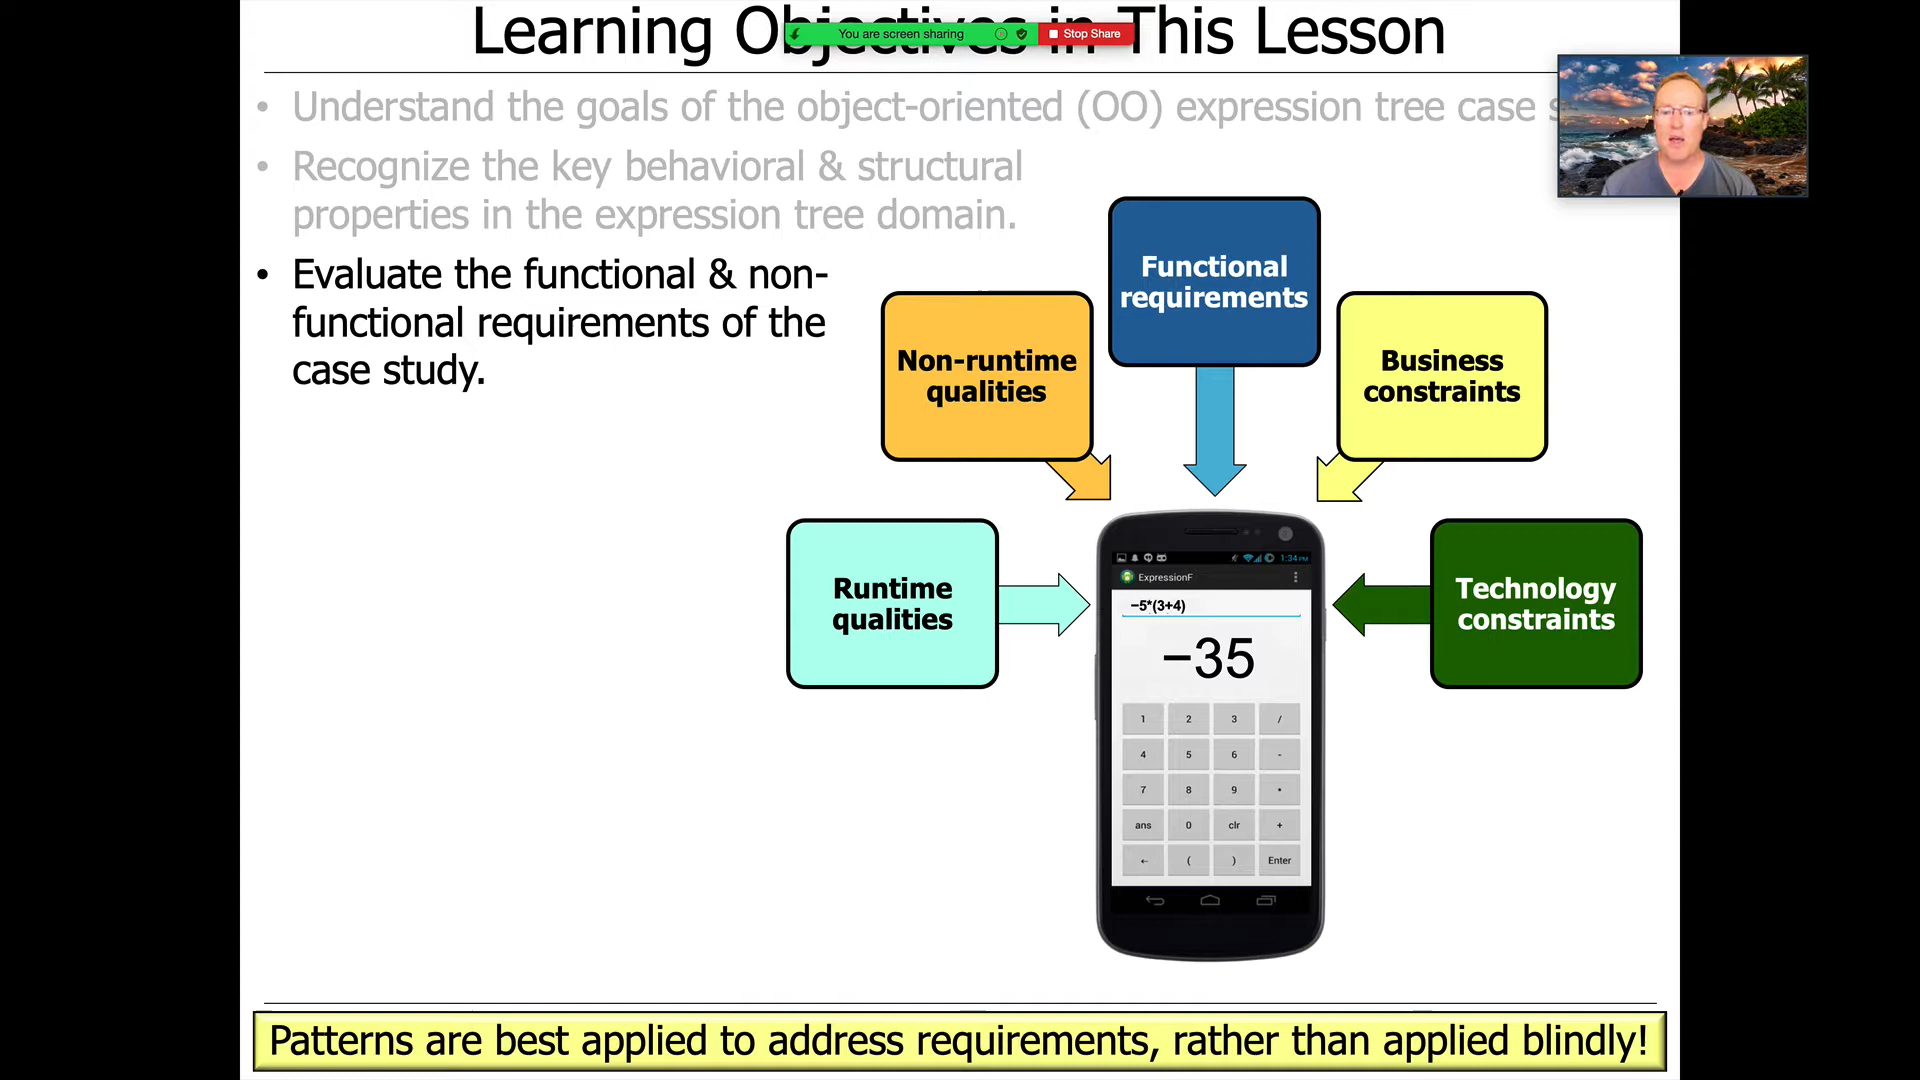 Learning Objectives in This Lesson
You are screen sharing
Stop Share
• Understand the goals of the object-oriented (OO) expression tree case s
• Recognize the key behavioral & structural
properties in the expression tree domain.
• Evaluate the functional & non-
functional requirements of the
case study.
Functional
requirements
Non-runtime
qualities
Business
constraints
Runtime
qualities
Technology
constraints
1:34 PM
ExpressionF
−5*(3+4)
−35
1 2 3 /
4 5 6 -
7 8 9 *
ans 0 clr +
← ( ) Enter
Patterns are best applied to address requirements, rather than applied blindly!